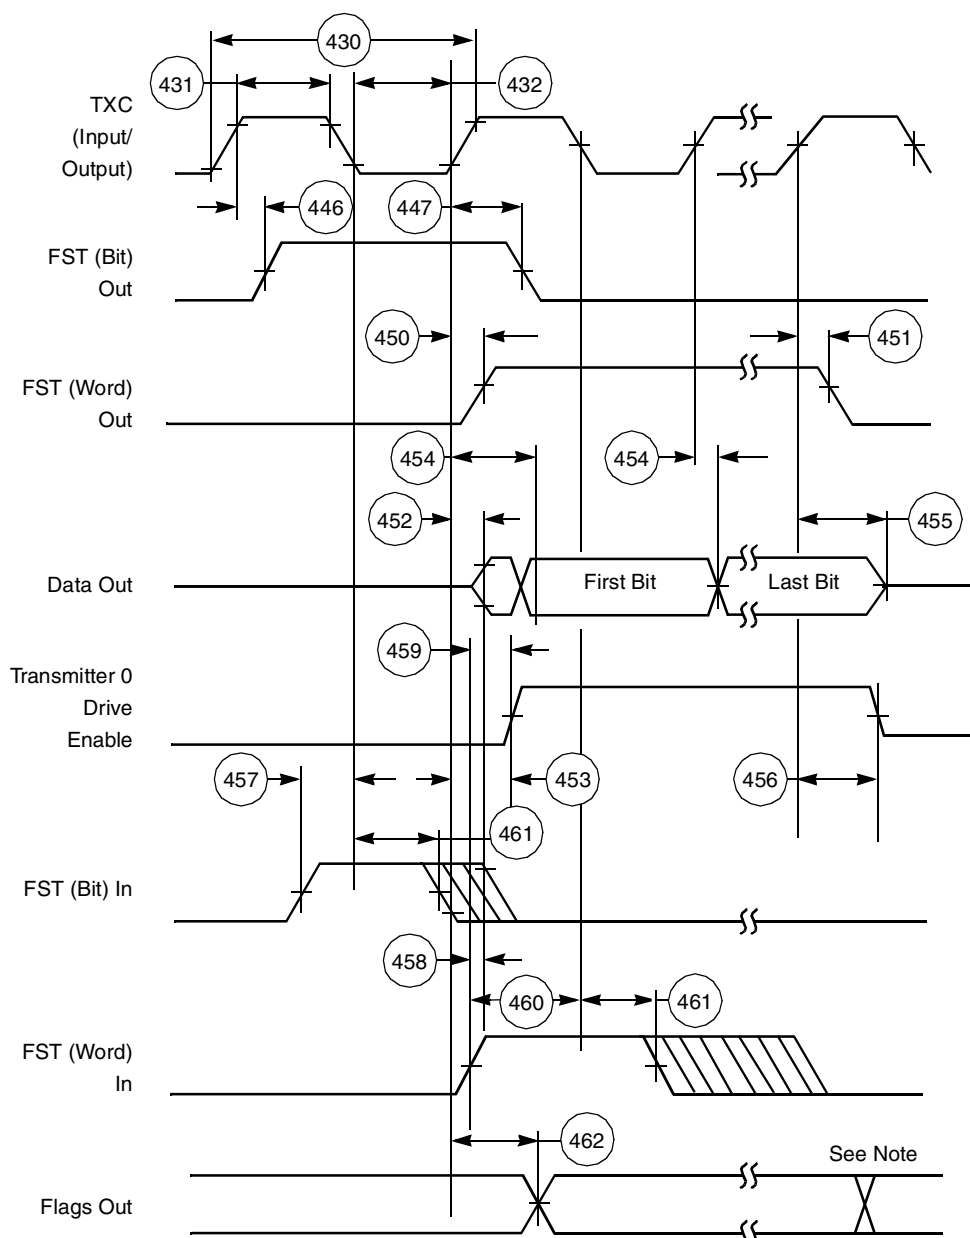 430
431
432
TXC
(Input/
Output)
446
447
FST (Bit)
Out
450
451
FST (Word)
Out
454
454
452
455
Data Out
First Bit
Last Bit
459
Transmitter 0
Drive
Enable
457
453
456
461
FST (Bit) In
458
460
461
FST (Word)
In
462
See Note
Flags Out